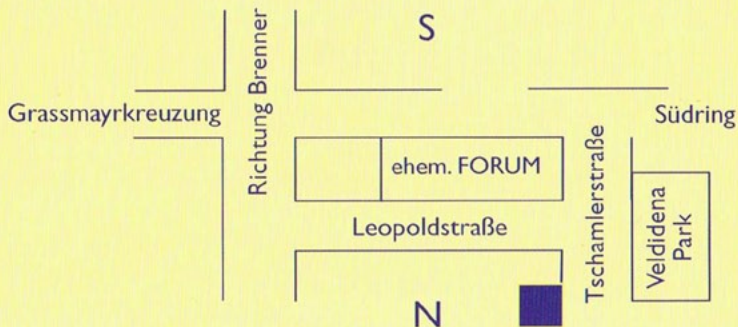 S
Richtung Brenner
Grassmayrkreuzung
Südring
ehem. FORUM
Tschamlerstraße
Veldidena
Park
Leopoldstraße
N